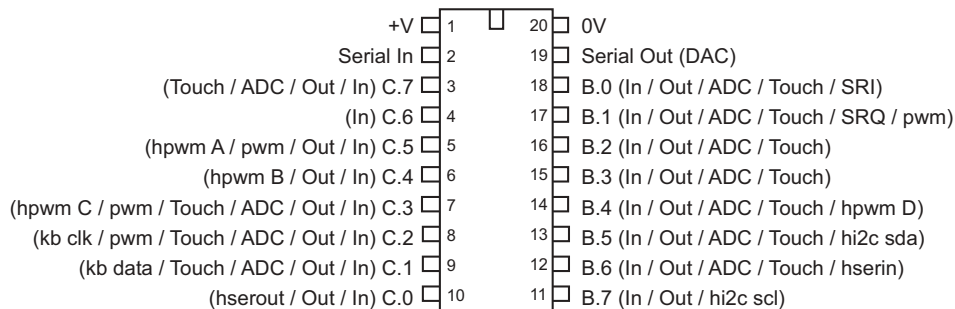 +V 1 20 0V
Serial In 2 19 Serial Out (DAC)
(Touch / ADC / Out / In) C.7 3 18 B.0 (In / Out / ADC / Touch / SRI)
(In) C.6 4 17 B.1 (In / Out / ADC / Touch / SRQ / pwm)
(hpwm A / pwm / Out / In) C.5 5 16 B.2 (In / Out / ADC / Touch)
(hpwm B / Out / In) C.4 6 15 B.3 (In / Out / ADC / Touch)
(hpwm C / pwm / Touch / ADC / Out / In) C.3 7 14 B.4 (In / Out / ADC / Touch / hpwm D)
(kb clk / pwm / Touch / ADC / Out / In) C.2 8 13 B.5 (In / Out / ADC / Touch / hi2c sda)
(kb data / Touch / ADC / Out / In) C.1 9 12 B.6 (In / Out / ADC / Touch / hserin)
(hserout / Out / In) C.0 10 11 B.7 (In / Out / hi2c scl)